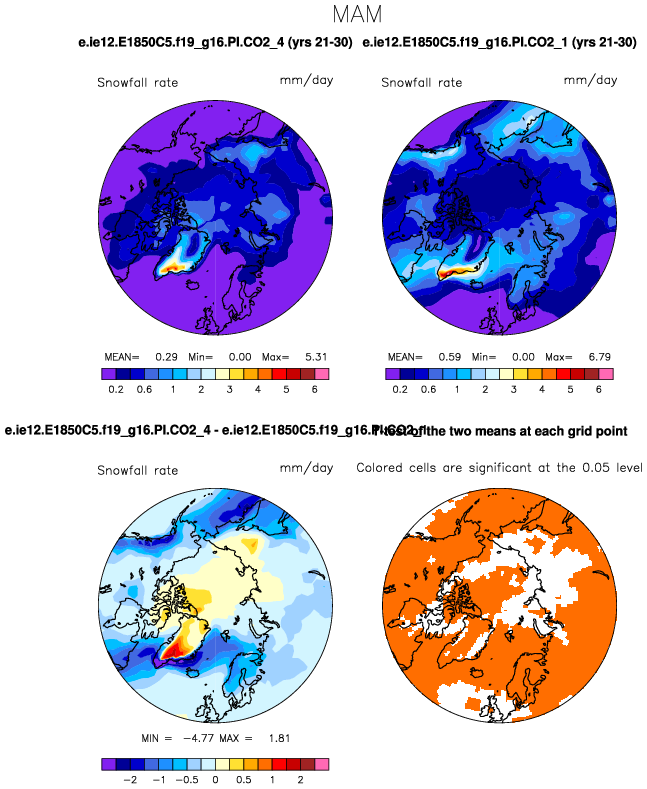 MAM
e.ie12.E1850C5.f19_g16.PI.CO2_4 (yrs 21-30) e.ie12.E1850C5.f19_g16.PI.CO2_1 (yrs 21-30)
Snowfall rate mm/day Snowfall rate mm/day
MEAN= 0.29 Min= 0.00 Max= 5.31 MEAN= 0.59 Min= 0.00 Max= 6.79
0.2 0.6 1 2 3 4 5 6 0.2 0.6 1 2 3 4 5 6
e.ie12.E1850C5.f19_g16.PI.CO2_4 - e.ie12.E1850C5.f19_g16.PI.CO2_1 T-test of the two means at each grid point
Snowfall rate mm/day Colored cells are significant at the 0.05 level
MIN = -4.77 MAX = 1.81
-2 -1 -0.5 0 0.5 1 2